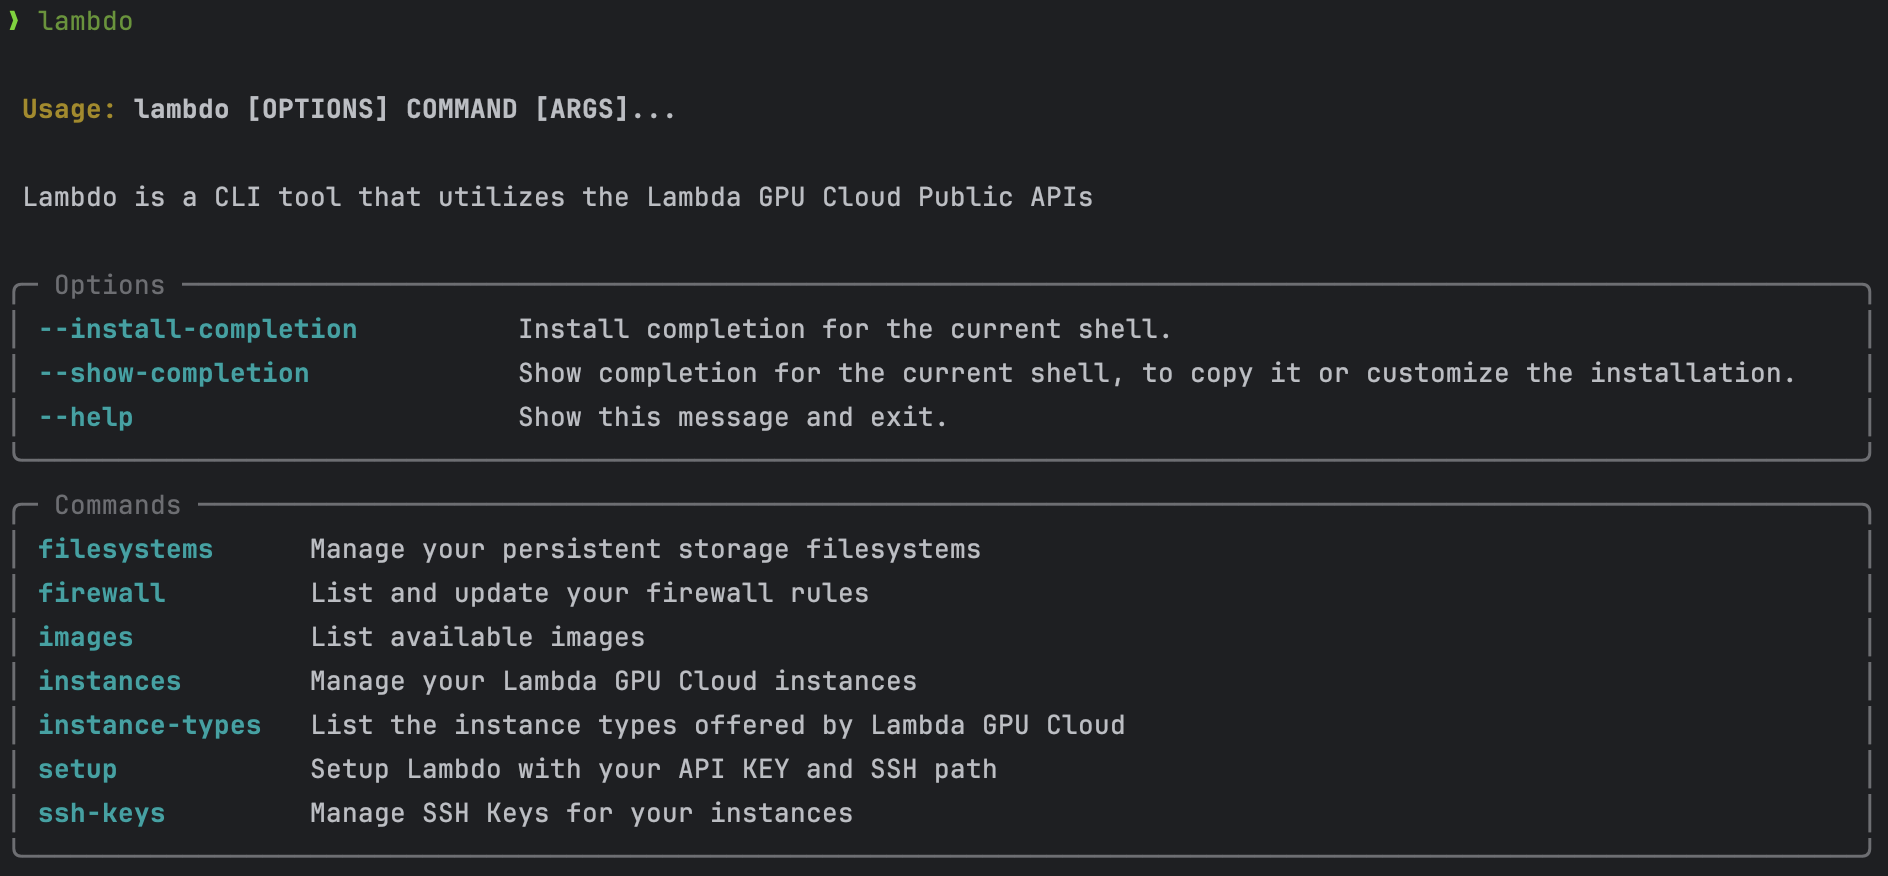 ❯ lambdo
Usage: lambdo [OPTIONS] COMMAND [ARGS]...
Lambdo is a CLI tool that utilizes the Lambda GPU Cloud Public APIs
Options
--install-completion Install completion for the current shell.
--show-completion Show completion for the current shell, to copy it or customize the installation.
--help Show this message and exit.
Commands
filesystems Manage your persistent storage filesystems
firewall List and update your firewall rules
images List available images
instances Manage your Lambda GPU Cloud instances
instance-types List the instance types offered by Lambda GPU Cloud
setup Setup Lambdo with your API KEY and SSH path
ssh-keys Manage SSH Keys for your instances